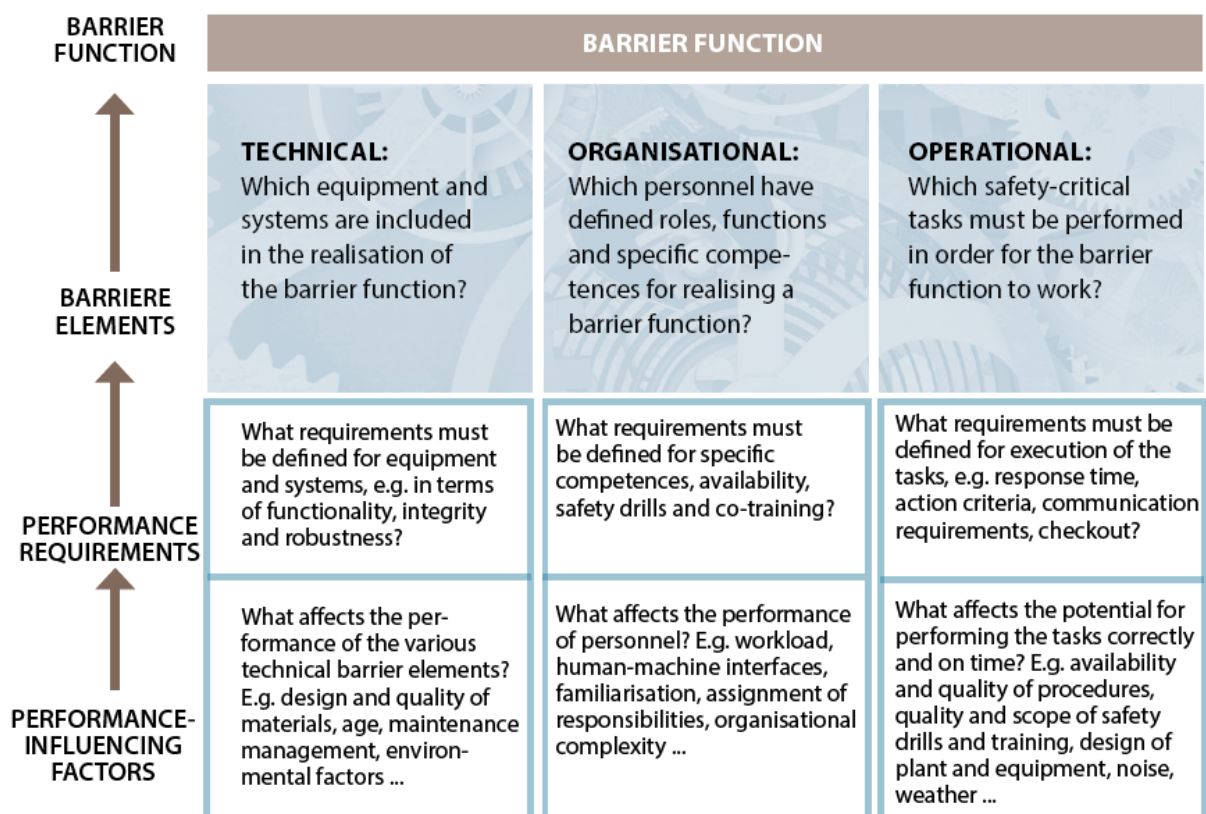 BARRIER
FUNCTION
BARRIER FUNCTION
TECHNICAL:
Which equipment and
systems are included
in the realisation of
the barrier function?
ORGANISATIONAL:
Which personnel have
defined roles, functions
and specific compe-
tences for realising a
barrier function?
OPERATIONAL:
Which safety-critical
tasks must be performed
in order for the barrier
function to work?
BARRIERE
ELEMENTS
What requirements must
be defined for equipment
and systems, e.g. in terms
of functionality, integrity
and robustness?
What requirements must
be defined for specific
competences, availability,
safety drills and co-training?
What requirements must be
defined for execution of the
tasks, e.g. response time,
action criteria, communication
requirements, checkout?
PERFORMANCE
REQUIREMENTS
What affects the per-
formance of the various
technical barrier elements?
E.g. design and quality of
materials, age, maintenance
management, environ-
mental factors ...
What affects the performance
of personnel? E.g. workload,
human-machine interfaces,
familiarisation, assignment of
responsibilities, organisational
complexity ...
What affects the potential for
performing the tasks correctly
and on time? E.g. availability
and quality of procedures,
quality and scope of safety
drills and training, design of
plant and equipment, noise,
weather ...
PERFORMANCE-
INFLUENCING
FACTORS